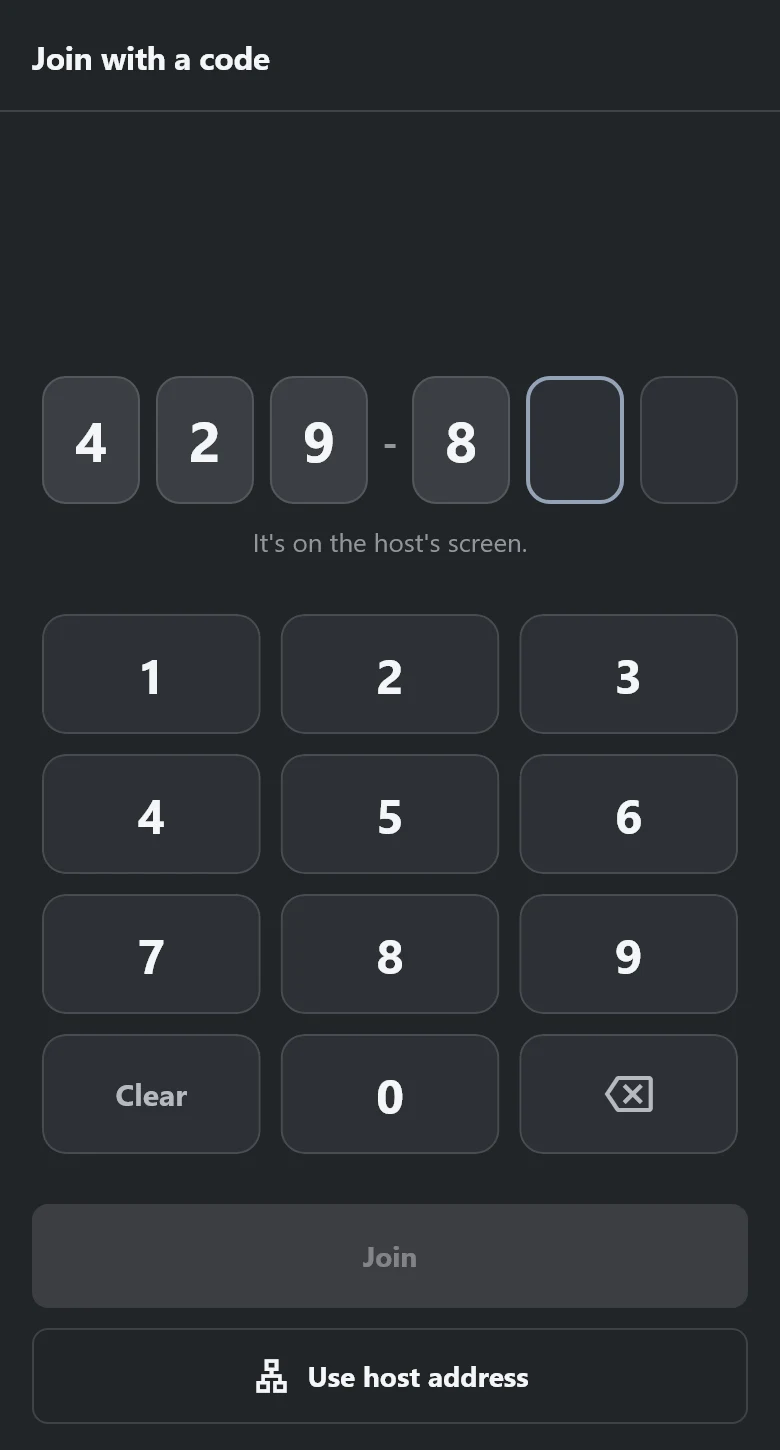 Join with a code
4 2 9 - 8
It's on the host's screen.
1 2 3
4 5 6
7 8 9
Clear 0
Join
Use host address